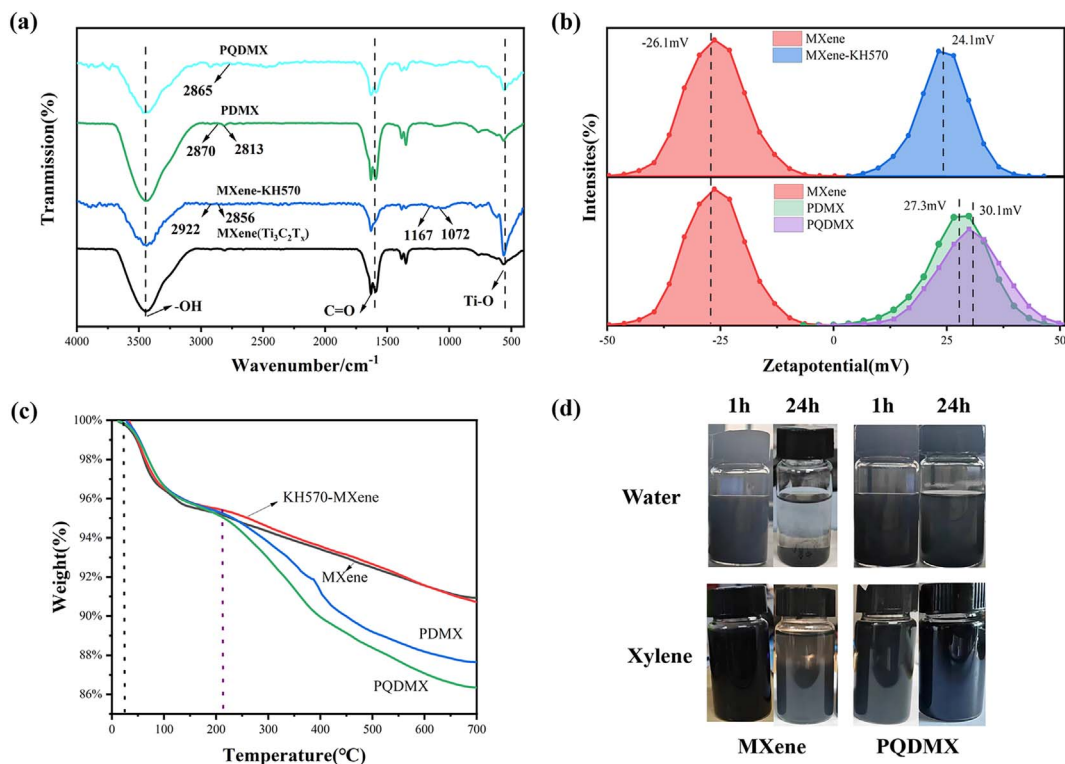 (a)
PQDMX
2865
PDMX
2870
2813
MXene-KH570
2922
2856
MXene(Ti₃C₂Tₓ)
1167
1072
-OH
C=O
Ti-O
Tranmission(%)
4000 3500 3000 2500 2000 1500 1000 500
Wavenumber/cm⁻¹
(b)
-26.1mV
MXene
MXene-KH570
24.1mV
MXene
PDMX
PQDMX
27.3mV
30.1mV
Intensites(%)
-50 -25 0 25 50
Zetapotential(mV)
(c)
100%
98%
96%
94%
92%
90%
88%
86%
KH570-MXene
MXene
PDMX
PQDMX
Weight(%)
0 100 200 300 400 500 600 700
Temperature(°C)
(d)
1h 24h 1h 24h
Water
Xylene
MXene PQDMX